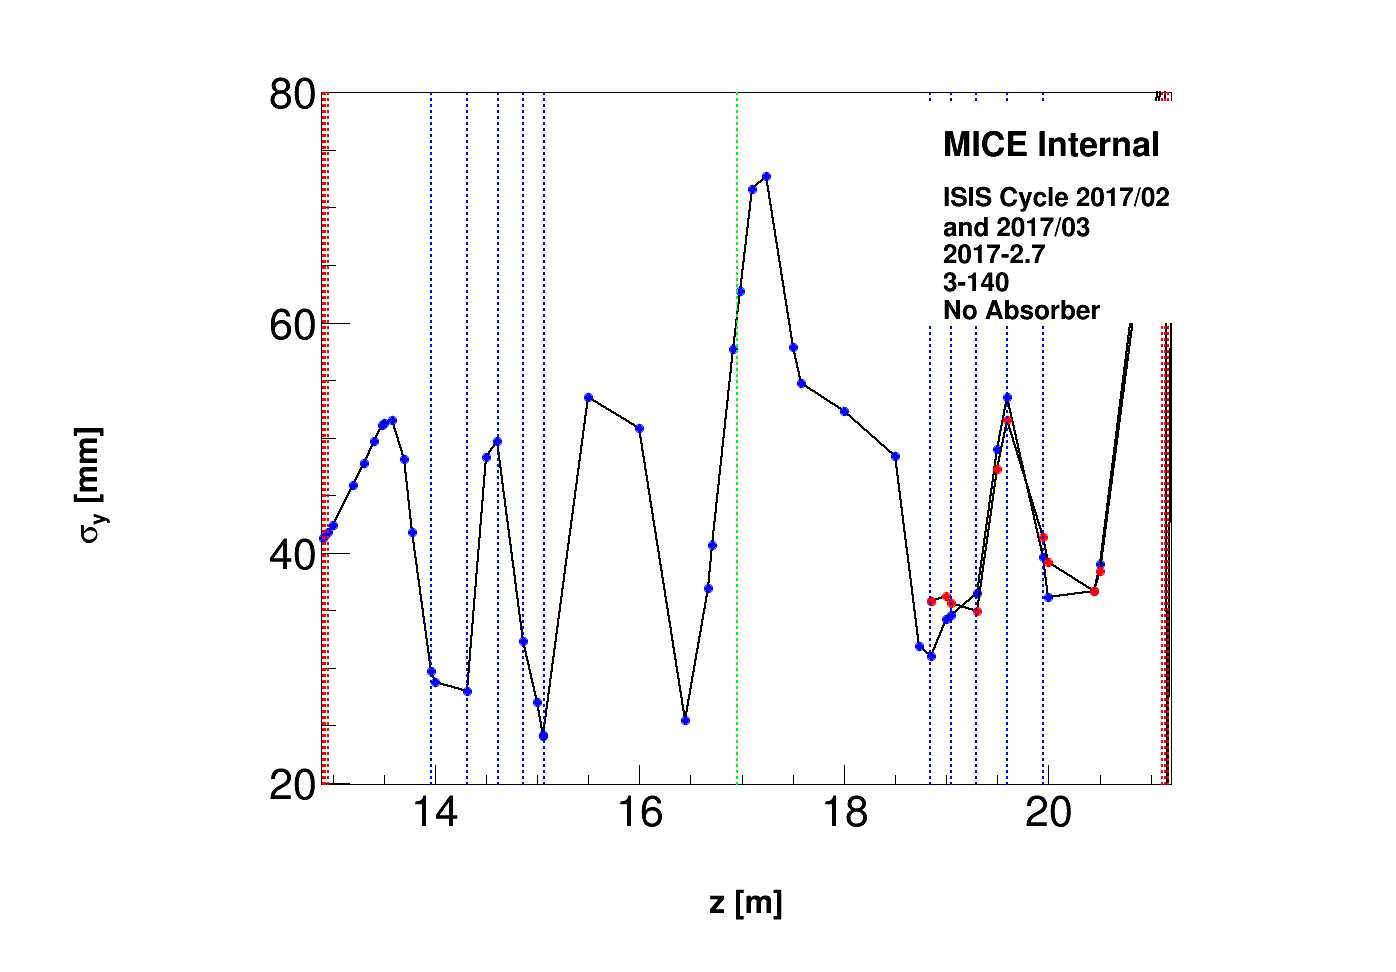 80
60
40
20
14
16
18
20
σy [mm]
z [m]
MICE Internal
ISIS Cycle 2017/02
and 2017/03
2017-2.7
3-140
No Absorber